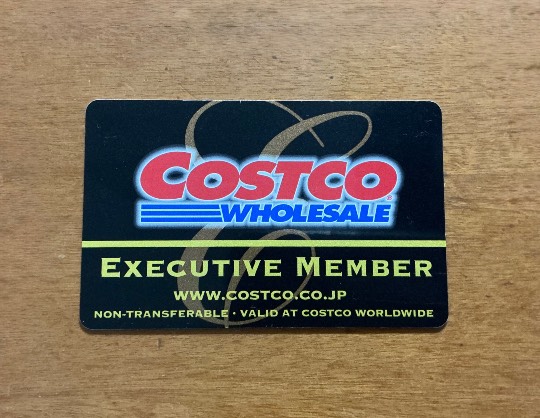 COSTCO
WHOLESALE
EXECUTIVE MEMBER
WWW.COSTCO.CO.JP
NON-TRANSFERABLE · VALID AT COSTCO WORLDWIDE